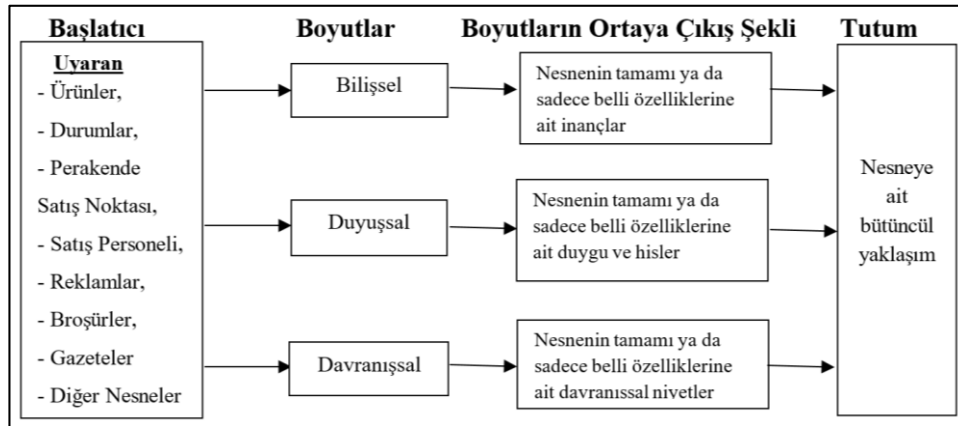 Başlatıcı
Boyutlar
Boyutların Ortaya Çıkış Şekli
Tutum
Uyaran
- Ürünler,
- Durumlar,
- Perakende
Satış Noktası,
- Satış Personeli,
- Reklamlar,
- Broşürler,
- Gazeteler
- Diğer Nesneler
Bilişsel
Nesnenin tamamı ya da
sadece belli özelliklerine
ait inançlar
Duyuşsal
Nesnenin tamamı ya da
sadece belli özelliklerine
ait duygu ve hisler
Davranışsal
Nesnenin tamamı ya da
sadece belli özelliklerine
ait davranıssal nivetler
Nesneye
ait
bütüncül
yaklaşım